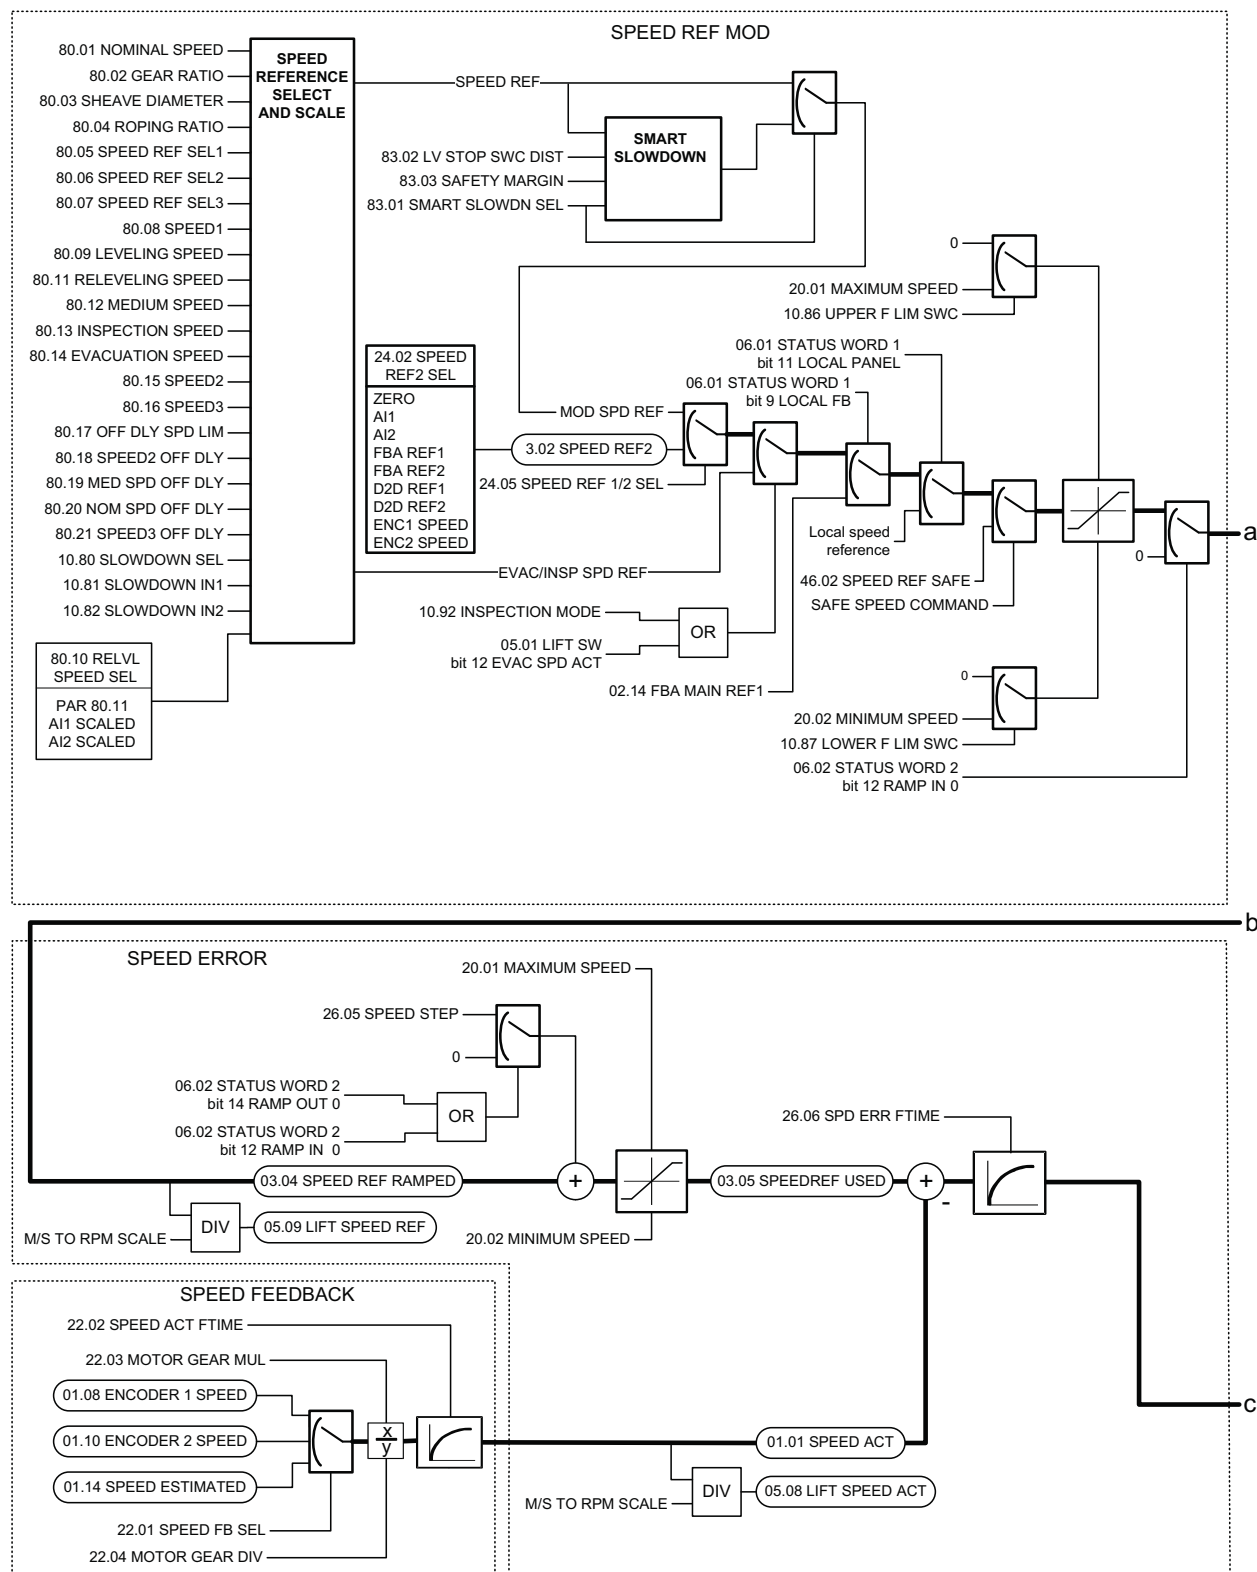 SPEED REF MOD
80.01 NOMINAL SPEED
80.02 GEAR RATIO
80.03 SHEAVE DIAMETER
80.04 ROPING RATIO
80.05 SPEED REF SEL1
80.06 SPEED REF SEL2
80.07 SPEED REF SEL3
80.08 SPEED1
80.09 LEVELING SPEED
80.11 RELEVELING SPEED
80.12 MEDIUM SPEED
80.13 INSPECTION SPEED
80.14 EVACUATION SPEED
80.15 SPEED2
80.16 SPEED3
80.17 OFF DLY SPD LIM
80.18 SPEED2 OFF DLY
80.19 MED SPD OFF DLY
80.20 NOM SPD OFF DLY
80.21 SPEED3 OFF DLY
10.80 SLOWDOWN SEL
10.81 SLOWDOWN IN1
10.82 SLOWDOWN IN2
80.10 RELVL
SPEED SEL
PAR 80.11
AI1 SCALED
AI2 SCALED
SPEED
REFERENCE
SELECT
AND SCALE
SPEED REF
SMART
SLOWDOWN
83.02 LV STOP SWC DIST
83.03 SAFETY MARGIN
83.01 SMART SLOWDN SEL
24.02 SPEED
REF2 SEL
ZERO
AI1
AI2
FBA REF1
FBA REF2
D2D REF1
D2D REF2
ENC1 SPEED
ENC2 SPEED
MOD SPD REF
3.02 SPEED REF2
24.05 SPEED REF 1/2 SEL
EVAC/INSP SPD REF
10.92 INSPECTION MODE
05.01 LIFT SW
bit 12 EVAC SPD ACT
OR
02.14 FBA MAIN REF1
06.01 STATUS WORD 1
bit 9 LOCAL FB
06.01 STATUS WORD 1
bit 11 LOCAL PANEL
Local speed
reference
46.02 SPEED REF SAFE
SAFE SPEED COMMAND
0
20.01 MAXIMUM SPEED
10.86 UPPER F LIM SWC
0
20.02 MINIMUM SPEED
10.87 LOWER F LIM SWC
06.02 STATUS WORD 2
bit 12 RAMP IN 0
0
a
b
SPEED ERROR
20.01 MAXIMUM SPEED
26.05 SPEED STEP
0
06.02 STATUS WORD 2
bit 14 RAMP OUT 0
06.02 STATUS WORD 2
bit 12 RAMP IN 0
OR
26.06 SPD ERR FTIME
03.04 SPEED REF RAMPED
+
03.05 SPEEDREF USED
+
-
M/S TO RPM SCALE
DIV
05.09 LIFT SPEED REF
20.02 MINIMUM SPEED
SPEED FEEDBACK
22.02 SPEED ACT FTIME
22.03 MOTOR GEAR MUL
01.08 ENCODER 1 SPEED
01.10 ENCODER 2 SPEED
01.14 SPEED ESTIMATED
22.01 SPEED FB SEL
22.04 MOTOR GEAR DIV
x
y
01.01 SPEED ACT
M/S TO RPM SCALE
DIV
05.08 LIFT SPEED ACT
c